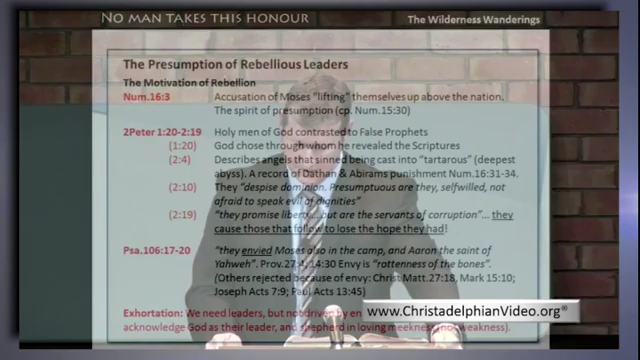 NO MAN TAKES THIS HONOUR
The Wilderness Wanderings
The Presumption of Rebellious Leaders
The Motivation of Rebellion
Num.16:3 Accusation of Moses “lifting” themselves up above the nation.
The spirit of presumption (cp. Num.15:30)
2Peter 1:20-2:19 Holy men of God contrasted to False Prophets
(1:20) God chose through whom he revealed the Scriptures
(2:4) Describes angels that sinned being cast into “tartarous” (deepest
abyss). A record of Dathan & Abirams punishment Num.16:31-34.
(2:10) They “despise dominion. Presumptuous are they, selfwilled, not
afraid to speak evil of dignities”
(2:19) “they promise liberty...but are the servants of corruption”... they
cause those that follow to lose the hope they had!
Psa.106:17-20 “they envied Moses also in the camp, and Aaron the saint of
Yahweh”. Prov.27:4, 14:30 Envy is “rottenness of the bones”.
(Others rejected because of envy: Christ Matt.27:18, Mark 15:10;
Joseph Acts 7:9; Paul Acts 13:45)
Exhortation: We need leaders, but not driven by
acknowledge God as their leader, and shepherd in loving meekness (not weakness).
www.ChristadelphianVideo.org®